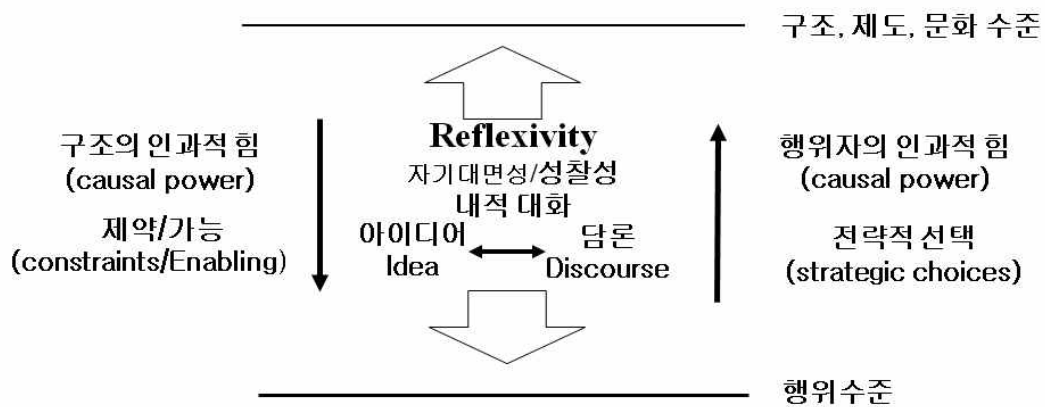 구조, 제도, 문화 수준
구조의 인과적 힘
(causal power)
제약/가능
(constraints/Enabling)
Reflexivity
자기대면성/성찰성
내적 대화
아이디어
Idea
담론
Discourse
행위자의 인과적 힘
(causal power)
전략적 선택
(strategic choices)
행위수준